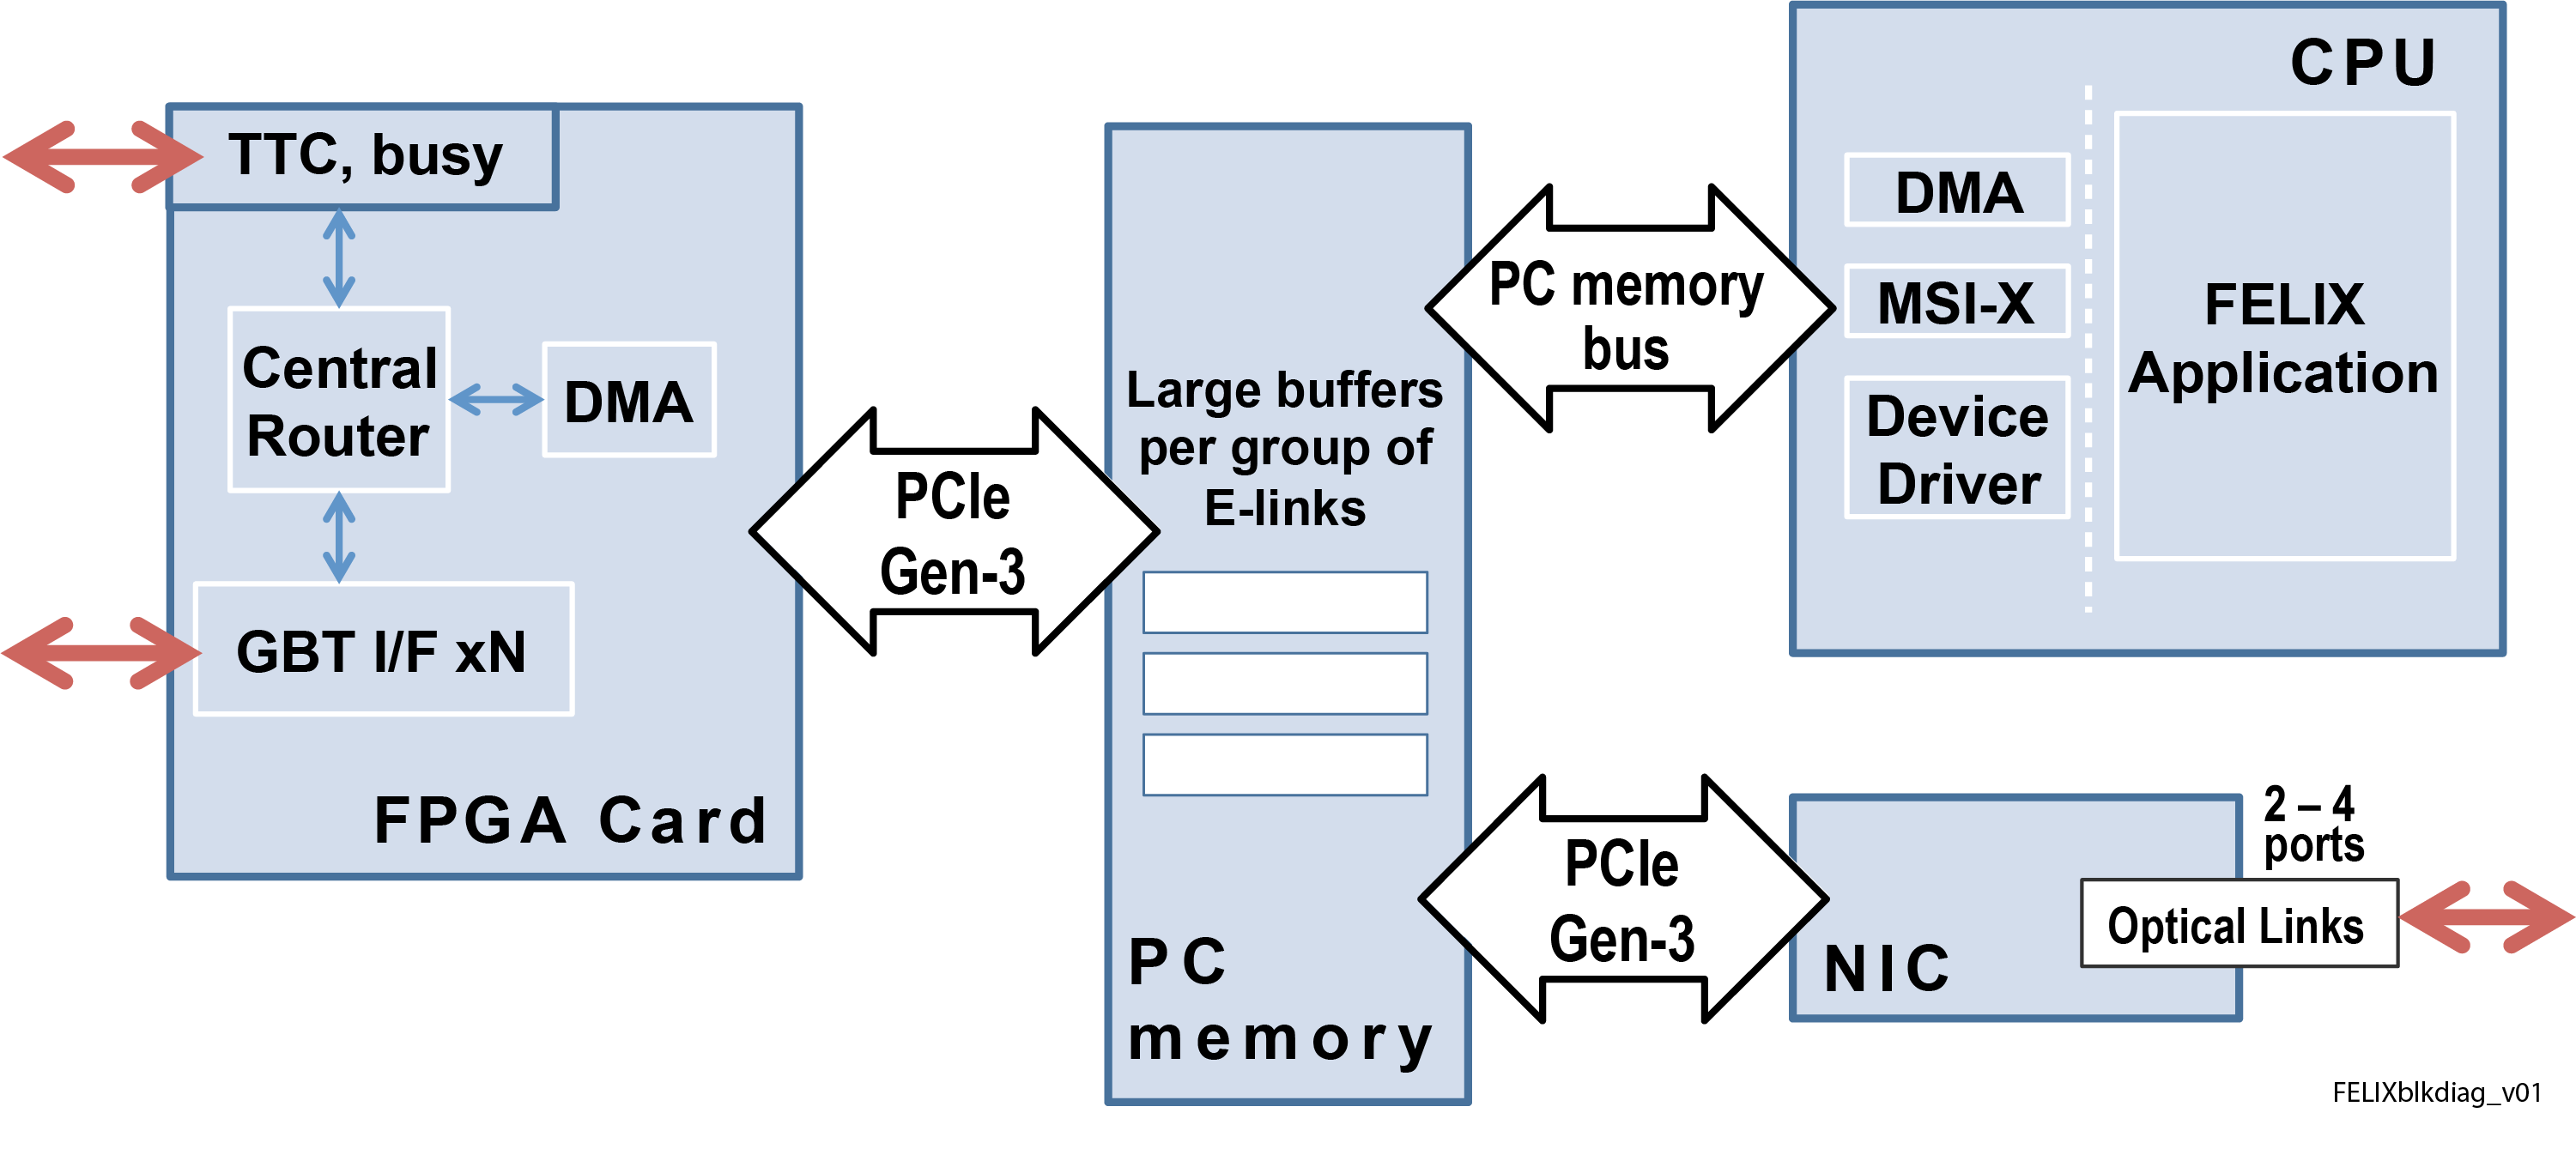 TTC, busy
Central
Router
DMA
GBT I/F xN
FPGA Card
PCIe
Gen-3
Large buffers
per group of
E-links
PC
memory
PC memory
bus
CPU
DMA
MSI-X
Device
Driver
FELIX
Application
PCIe
Gen-3
NIC
2 – 4
ports
Optical Links
FELIXblkdiag_v01